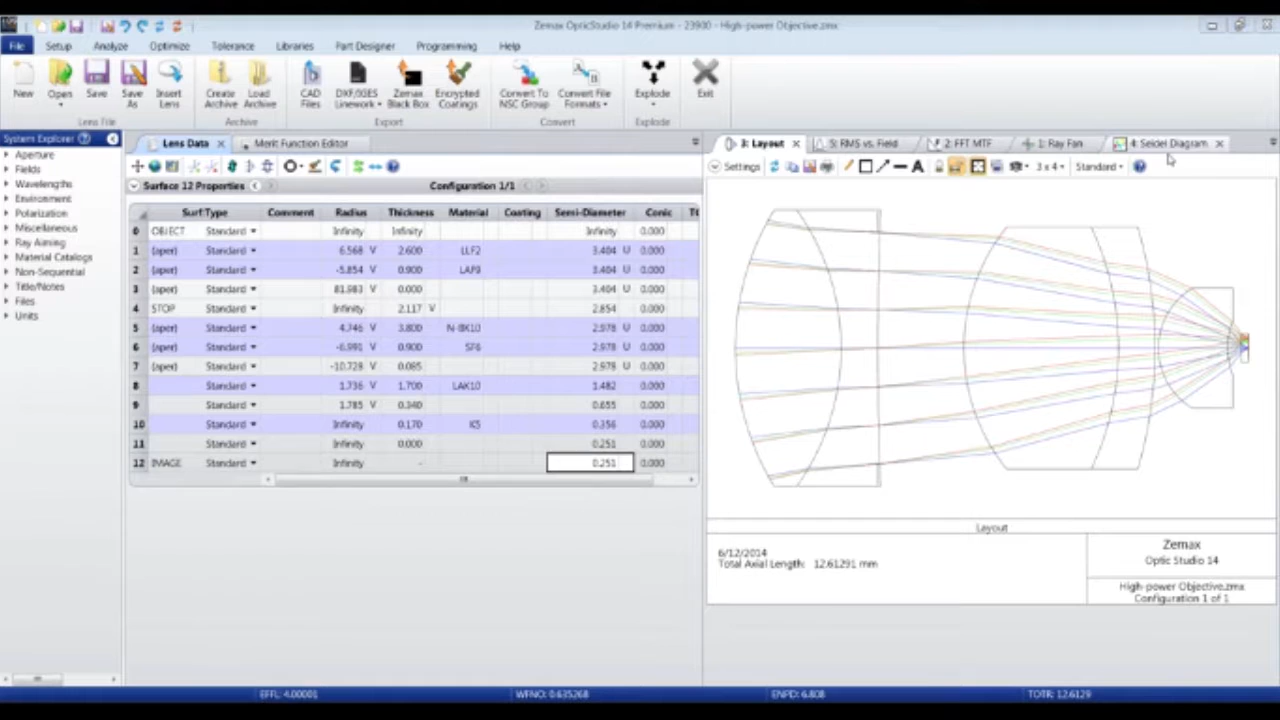 Zemax OpticStudio 14 Premium - 23900 - High-power Objective.zmx
File Setup Analyze Optimize Tolerance Libraries Part Designer Programming Help
New Open Save Save As Insert Lens Create Archive Load Archive CAD Files DXF/IGES Linework Zemax Black Box Encrypted Coatings Convert To NSC Group Convert File Formats Explode Exit
Lens File Archive Export Convert Explode
System Explorer
Aperture
Fields
Wavelengths
Environment
Polarization
Miscellaneous
Ray Aiming
Material Catalogs
Non-Sequential
Title/Notes
Files
Units
Lens Data Merit Function Editor
Surface 12 Properties Configuration 1/1
Surf:Type Comment Radius Thickness Material Coating Semi-Diameter Conic
0 OBJECT Standard Infinity Infinity Infinity 0.000
1 (aper) Standard 6.568 V 2.600 LLF2 3.404 U 0.000
2 (aper) Standard -5.854 V 0.900 LAF9 3.404 U 0.000
3 (aper) Standard 81.983 V 0.000 3.404 U 0.000
4 STOP Standard Infinity 2.117 V 2.854 0.000
5 (aper) Standard 4.746 V 3.800 N-BK10 2.978 U 0.000
6 (aper) Standard -6.991 V 0.900 SF6 2.978 U 0.000
7 (aper) Standard -10.728 V 0.085 2.978 U 0.000
8 Standard 1.736 V 1.700 LAK10 1.482 0.000
9 Standard 1.785 V 0.340 0.655 0.000
10 Standard Infinity 0.170 K5 0.356 0.000
11 Standard Infinity 0.000 0.251 0.000
12 IMAGE Standard Infinity - 0.251 0.000
3: Layout 5: RMS vs. Field 2: FFT MTF 1: Ray Fan 4: Seidel Diagram
Settings A 3 x 4 Standard
Layout
6/12/2014
Total Axial Length: 12.61291 mm
Zemax
Optic Studio 14
High-power Objective.zmx
Configuration 1 of 1
EFFL: 4.00001 WFNO: 0.635268 ENPD: 6.808 TOTR: 12.6129